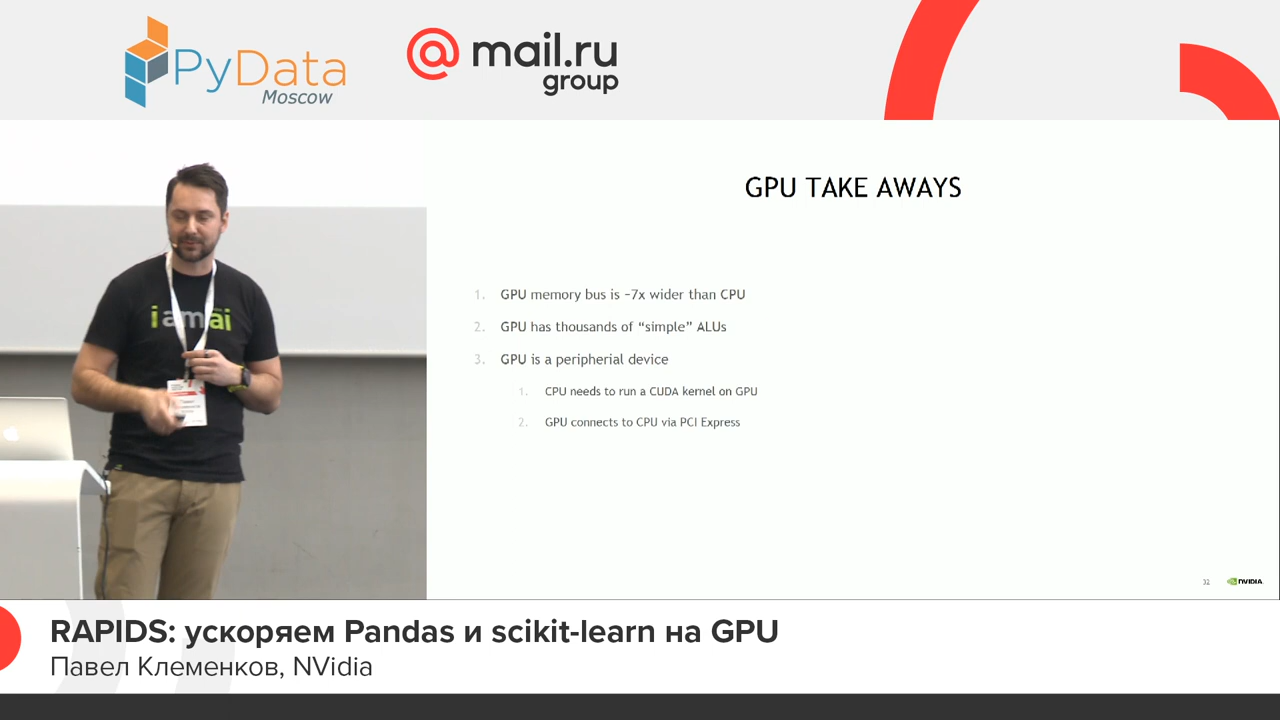 PyData
Moscow
@mail.ru
group
GPU TAKE AWAYS
1. GPU memory bus is ~7x wider than CPU
2. GPU has thousands of “simple” ALUs
3. GPU is a peripherial device
1. CPU needs to run a CUDA kernel on GPU
2. GPU connects to CPU via PCI Express
i am ai
32
NVIDIA
RAPIDS: ускоряем Pandas и scikit-learn на GPU
Павел Клеменков, NVidia